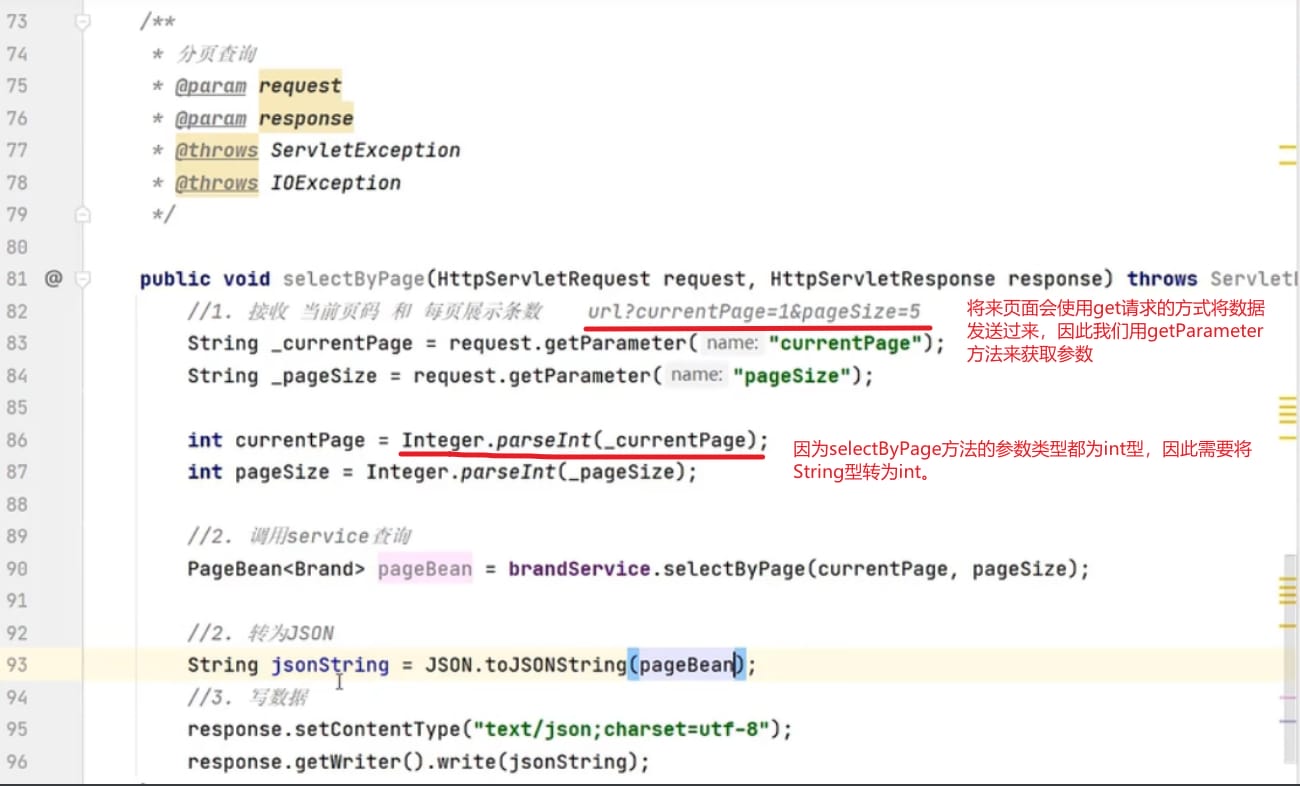 73 /**
74 * 分页查询
75 * @param request
76 * @param response
77 * @throws ServletException
78 * @throws IOException
79 */
80
81 @ public void selectByPage(HttpServletRequest request, HttpServletResponse response) throws Servlet
82 //1. 接收 当前页码 和 每页展示条数 url?currentPage=1&pageSize=5
将来页面会使用get请求的方式将数据
发送过来，因此我们用getParameter
方法来获取参数
83 String _currentPage = request.getParameter( name: "currentPage");
84 String _pageSize = request.getParameter( name: "pageSize");
85
86 int currentPage = Integer.parseInt(_currentPage);
因为selectByPage方法的参数类型都为int型，因此需要将
String型转为int。
87 int pageSize = Integer.parseInt(_pageSize);
88
89 //2. 调用service查询
90 PageBean<Brand> pageBean = brandService.selectByPage(currentPage, pageSize);
91
92 //2. 转为JSON
93 String jsonString = JSON.toJSONString(pageBean);
94 //3. 写数据
95 response.setContentType("text/json;charset=utf-8");
96 response.getWriter().write(jsonString);